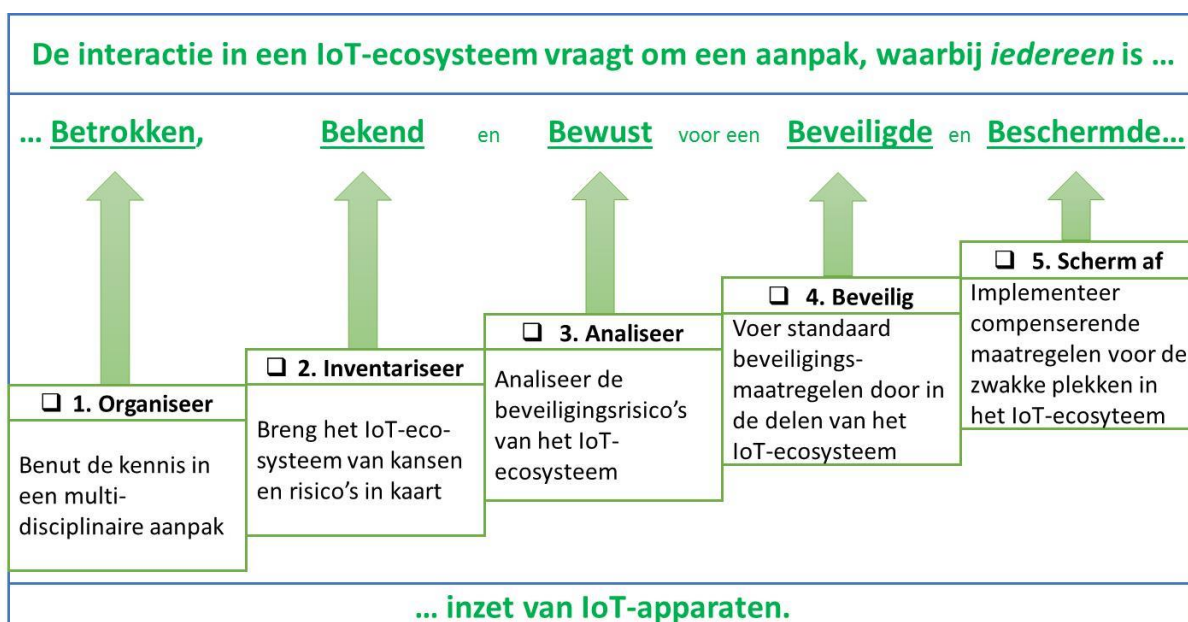 De interactie in een IoT-ecosysteem vraagt om een aanpak, waarbij iedereen is ...
... Betrokken, Bekend en Bewust voor een Beveiligde en Beschermde...
❑ 1. Organiseer
Benut de kennis in
een multi-
disciplinaire aanpak
❑ 2. Inventariseer
Breng het IoT-eco-
systeem van kansen
en risico's in kaart
❑ 3. Analiseer
Analiseer de
beveiligingsrisico's
van het IoT-
ecosysteem
❑ 4. Beveilig
Voer standaard
beveiligings-
maatregelen door in
de delen van het
IoT-ecosysteem
❑ 5. Scherm af
Implementeer
compenserende
maatregelen voor de
zwakke plekken in
het IoT-ecosyteem
... inzet van IoT-apparaten.